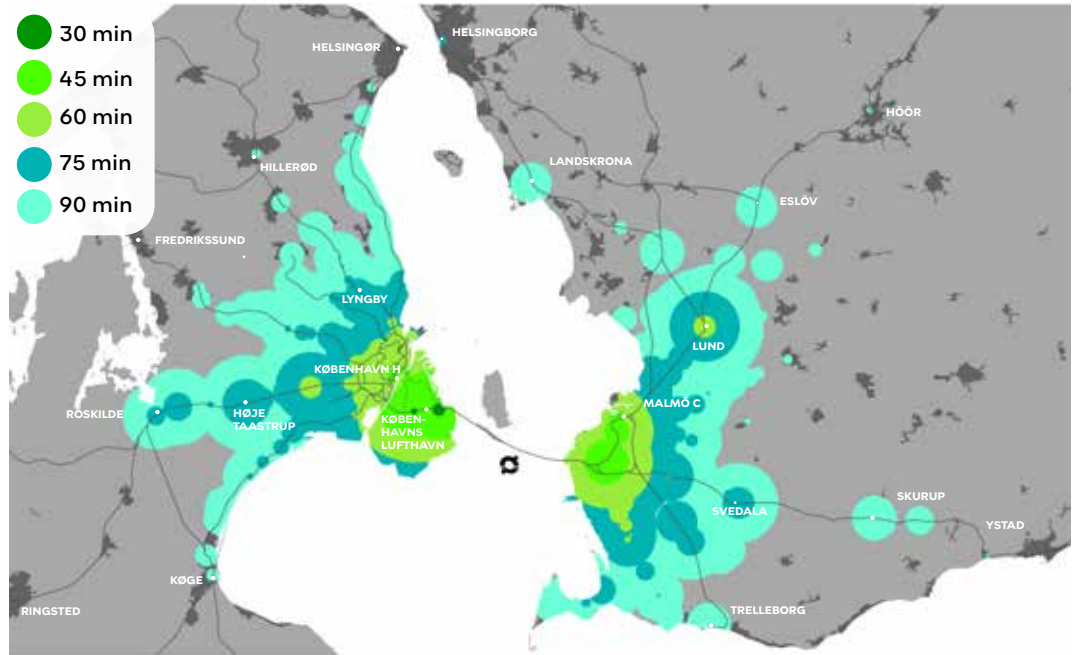 30 min
45 min
60 min
75 min
90 min
HELSINGØR
HELSINGBORG
HÖÖR
HILLERØD
LANDSKRONA
ESLÖV
FREDRIKSSUND
LYNGBY
LUND
KØBENHAVN H
MALMÖ C
ROSKILDE
HØJE
TAASTRUP
KØBEN-
HAVNS
LUFTHAVN
SVEDALA
SKURUP
YSTAD
KØGE
RINGSTED
TRELLEBORG